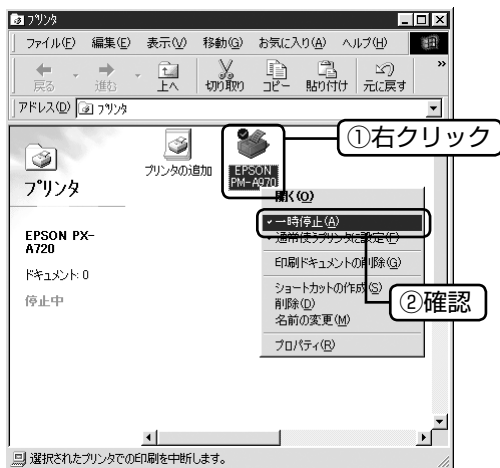 プリンタ
ファイル(F) 編集(E) 表示(V) 移動(G) お気に入り(A) ヘルプ(H)
戻る 進む 上へ 切り取り コピー 貼り付け 元に戻す »
アドレス(D) プリンタ
①右クリック
プリンタ
プリンタの追加
EPSON PM-A970
開く(O)
一時停止(A)
通常使うプリンタに設定(F)
印刷ドキュメントの削除(G)
ショートカットの作成(S)
削除(D)
名前の変更(M)
プロパティ(R)
②確認
EPSON PX-
A720
ドキュメント: 0
停止中
選択されたプリンタでの印刷を中断します。